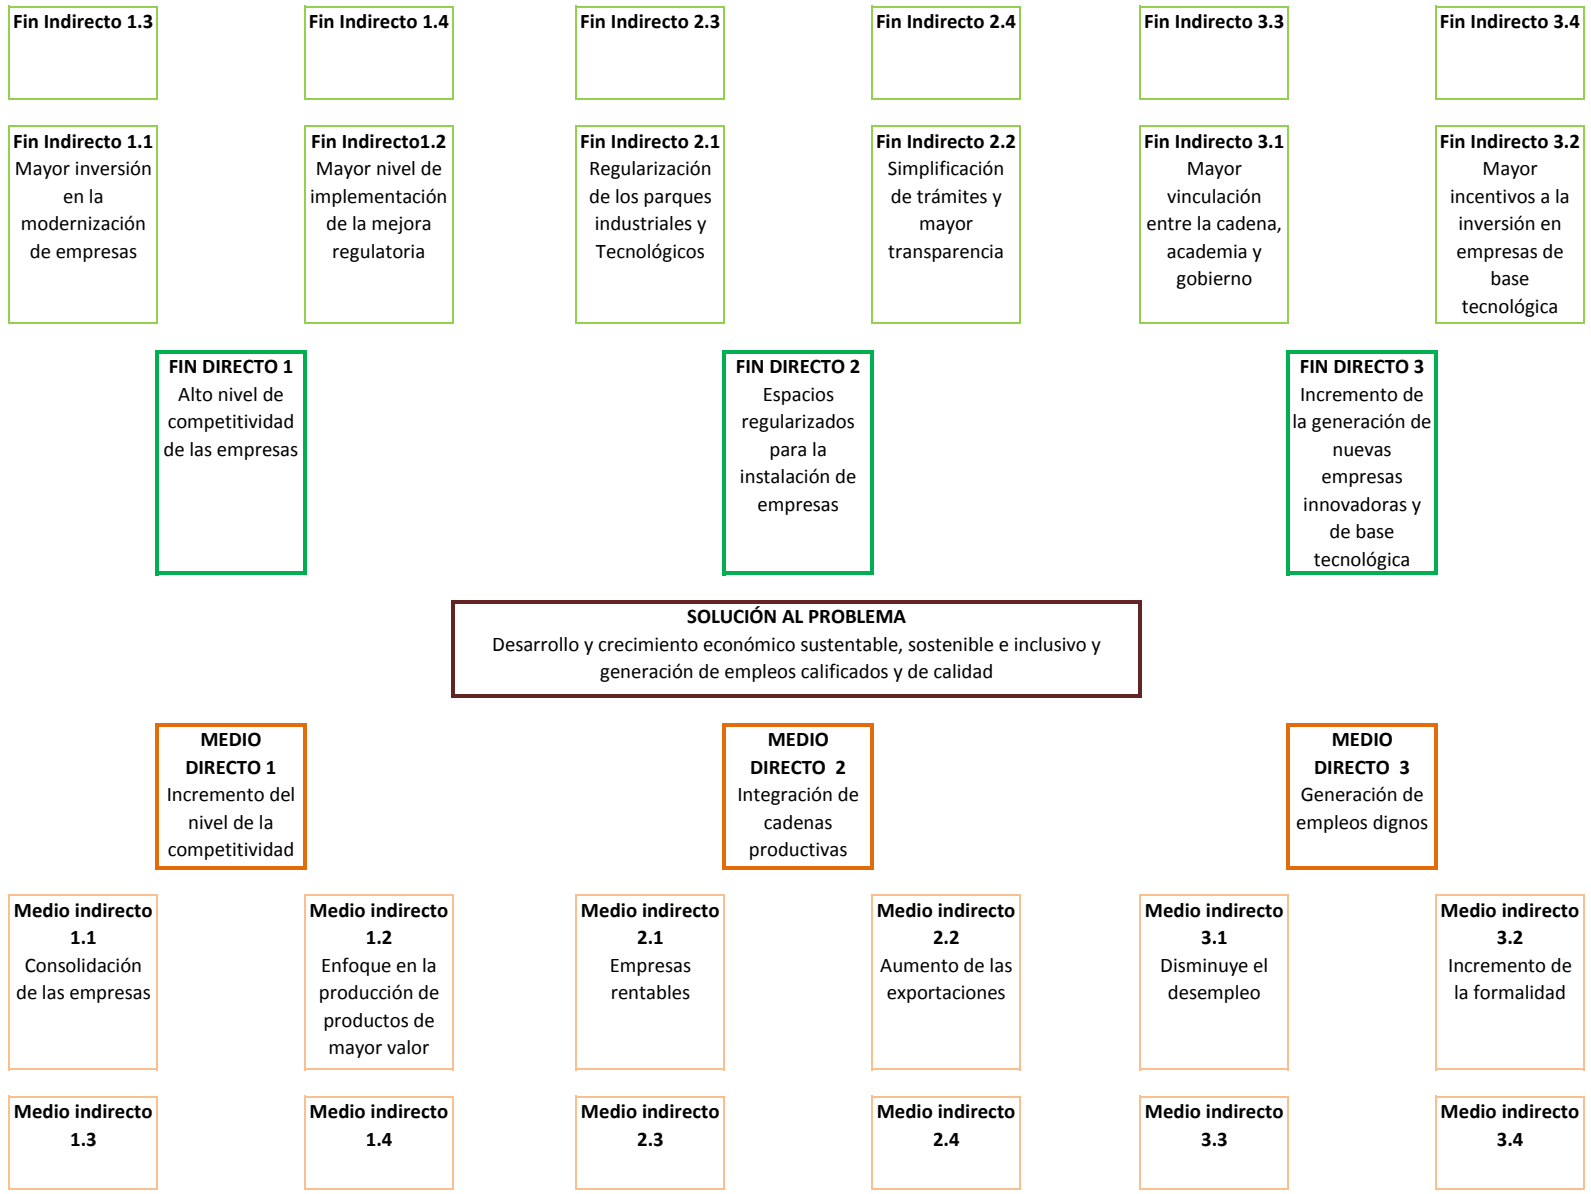 Fin Indirecto 1.3
Fin Indirecto 1.4
Fin Indirecto 2.3
Fin Indirecto 2.4
Fin Indirecto 3.3
Fin Indirecto 3.4
Fin Indirecto 1.1
Mayor inversión
en la
modernización
de empresas
Fin Indirecto1.2
Mayor nivel de
implementación
de la mejora
regulatoria
Fin Indirecto 2.1
Regularización
de los parques
industriales y
Tecnológicos
Fin Indirecto 2.2
Simplificación
de trámites y
mayor
transparencia
Fin Indirecto 3.1
Mayor
vinculación
entre la cadena,
academia y
gobierno
Fin Indirecto 3.2
Mayor
incentivos a la
inversión en
empresas de
base
tecnológica
FIN DIRECTO 1
Alto nivel de
competitividad
de las empresas
FIN DIRECTO 2
Espacios
regularizados
para la
instalación de
empresas
FIN DIRECTO 3
Incremento de
la generación de
nuevas
empresas
innovadoras y
de base
tecnológica
SOLUCIÓN AL PROBLEMA
Desarrollo y crecimiento económico sustentable, sostenible e inclusivo y
generación de empleos calificados y de calidad
MEDIO
DIRECTO 1
Incremento del
nivel de la
competitividad
MEDIO
DIRECTO  2
Integración de
cadenas
productivas
MEDIO
DIRECTO  3
Generación de
empleos dignos
Medio indirecto
1.1
Consolidación
de las empresas
Medio indirecto
1.2
Enfoque en la
producción de
productos de
mayor valor
Medio indirecto
2.1
Empresas
rentables
Medio indirecto
2.2
Aumento de las
exportaciones
Medio indirecto
3.1
Disminuye el
desempleo
Medio indirecto
3.2
Incremento de
la formalidad
Medio indirecto
1.3
Medio indirecto
1.4
Medio indirecto
2.3
Medio indirecto
2.4
Medio indirecto
3.3
Medio indirecto
3.4